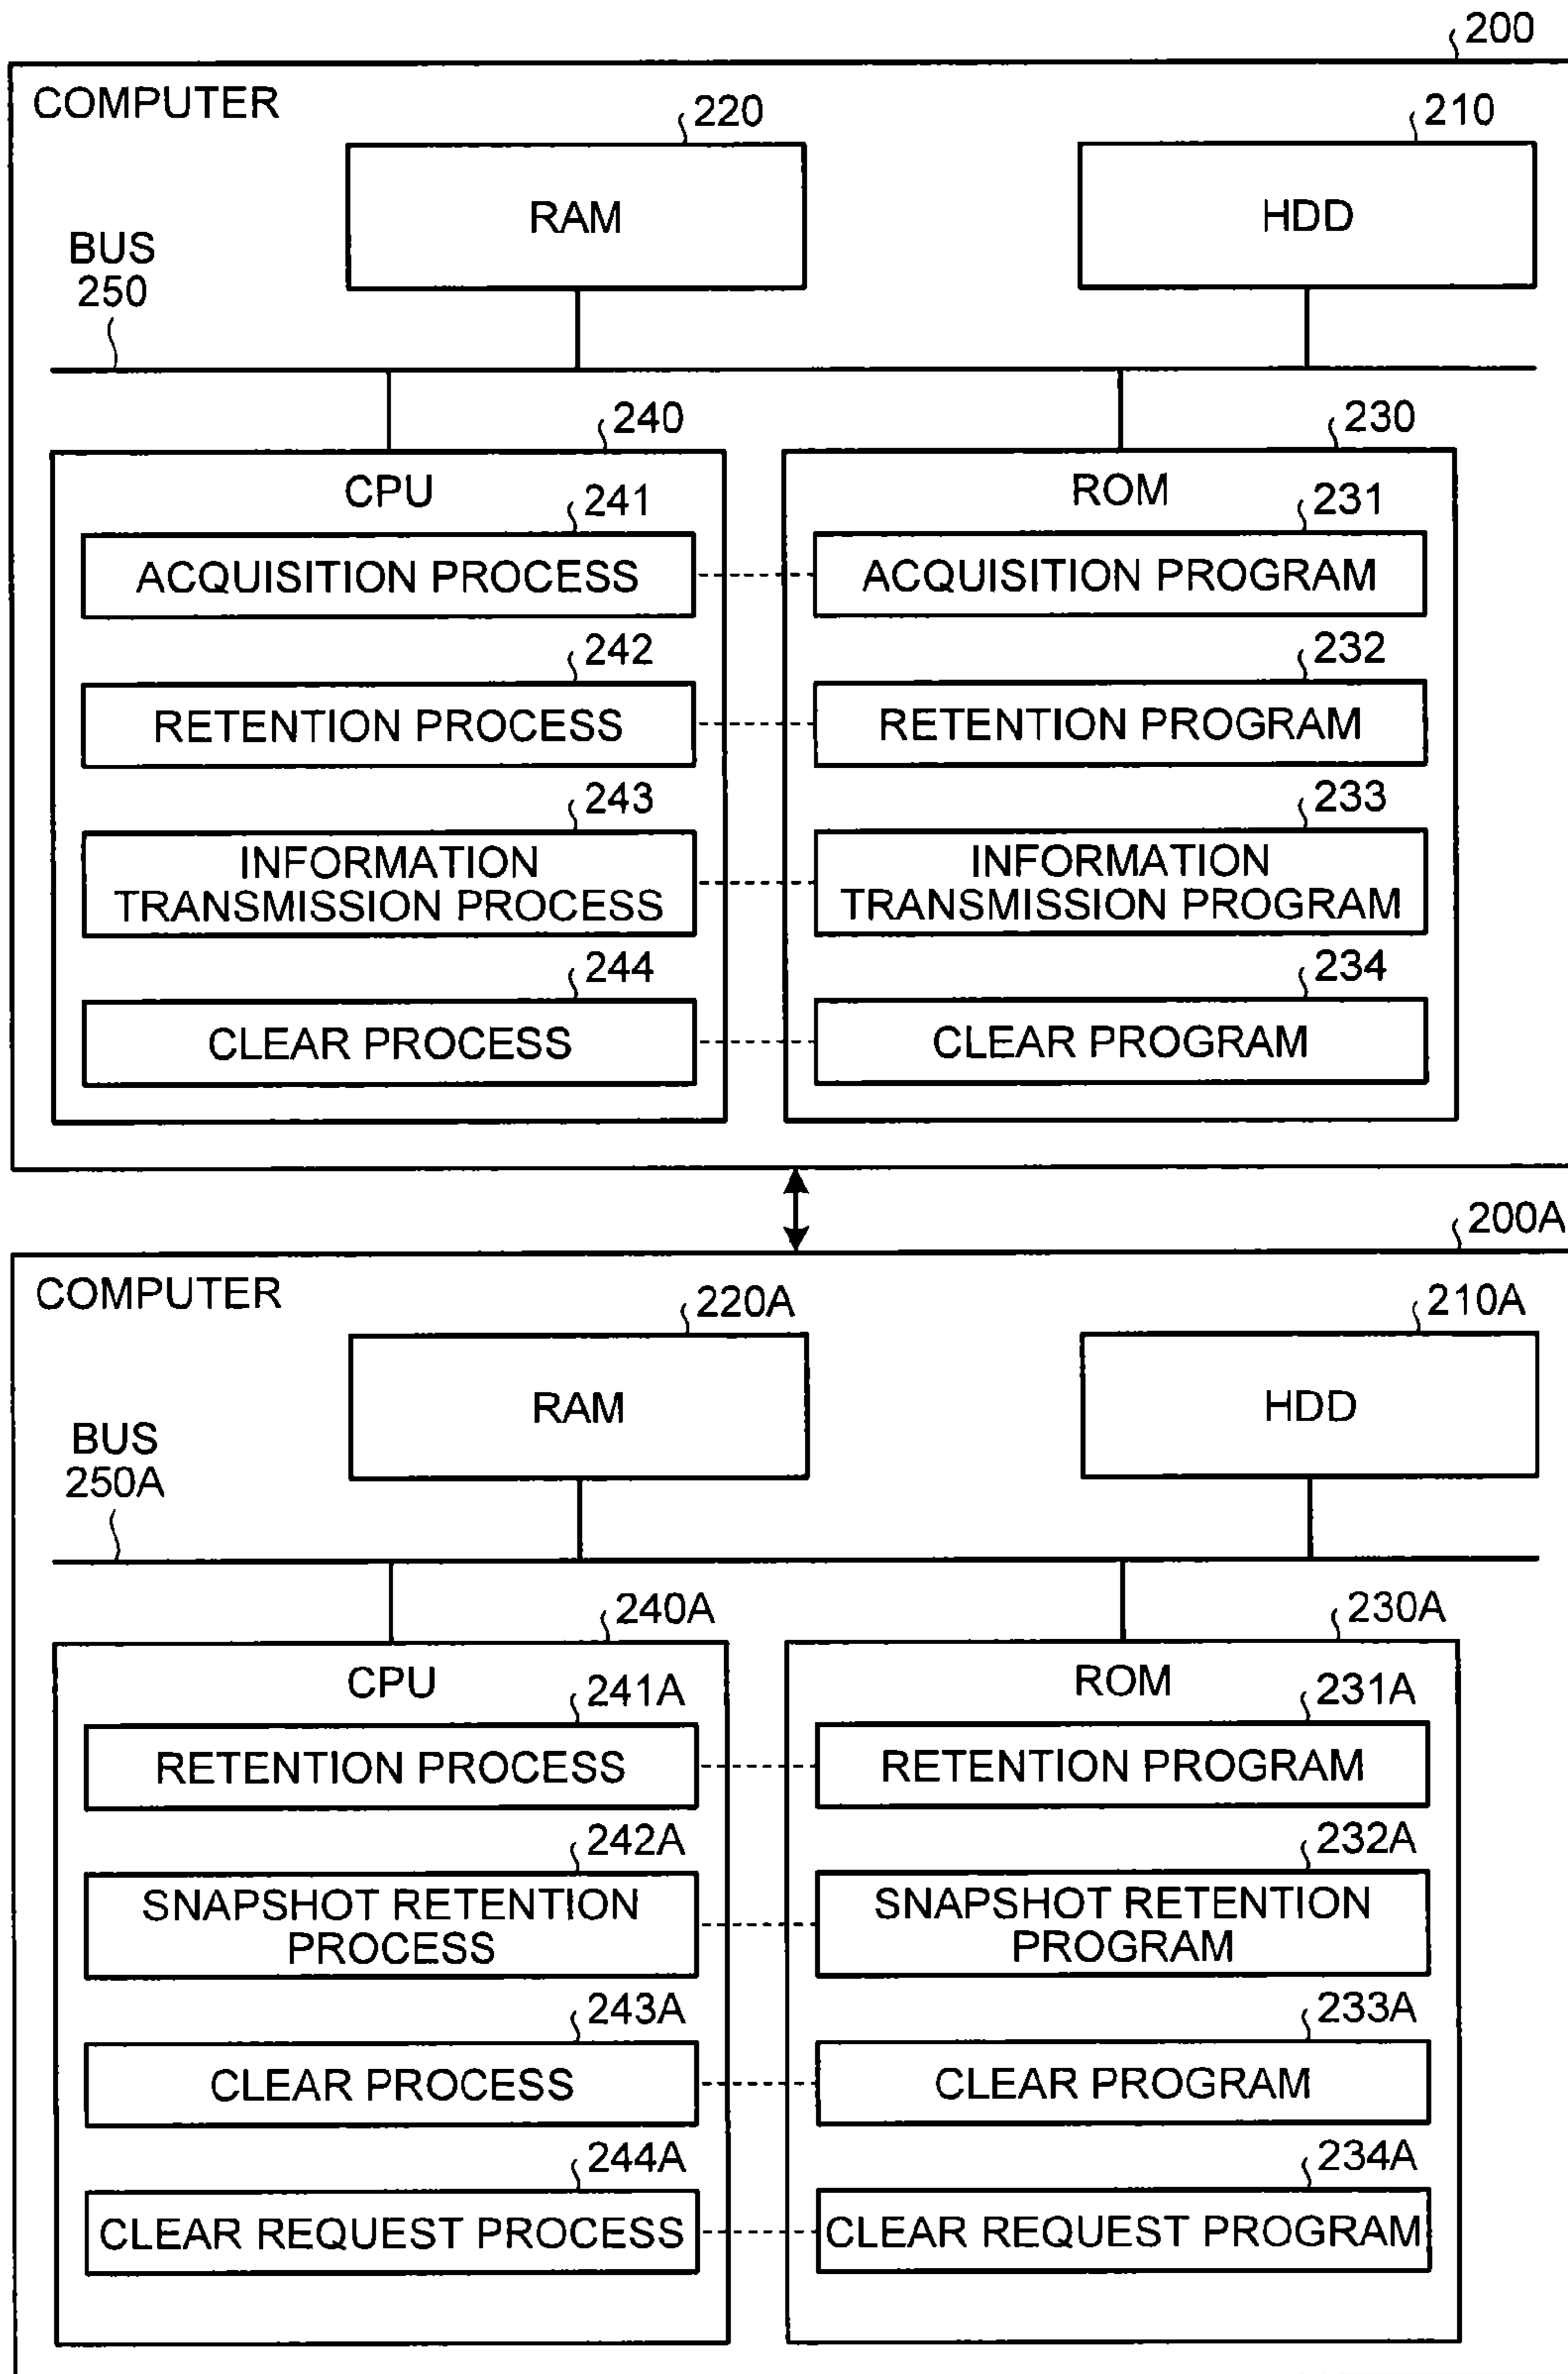 200
COMPUTER
220
210
RAM
HDD
BUS
250
240
230
CPU
ROM
241
231
ACQUISITION PROCESS
ACQUISITION PROGRAM
242
232
RETENTION PROCESS
RETENTION PROGRAM
243
233
INFORMATION
TRANSMISSION PROCESS
INFORMATION
TRANSMISSION PROGRAM
244
234
CLEAR PROCESS
CLEAR PROGRAM
200A
COMPUTER
220A
210A
RAM
HDD
BUS
250A
240A
230A
CPU
ROM
241A
231A
RETENTION PROCESS
RETENTION PROGRAM
242A
232A
SNAPSHOT RETENTION
PROCESS
SNAPSHOT RETENTION
PROGRAM
243A
233A
CLEAR PROCESS
CLEAR PROGRAM
244A
234A
CLEAR REQUEST PROCESS
CLEAR REQUEST PROGRAM